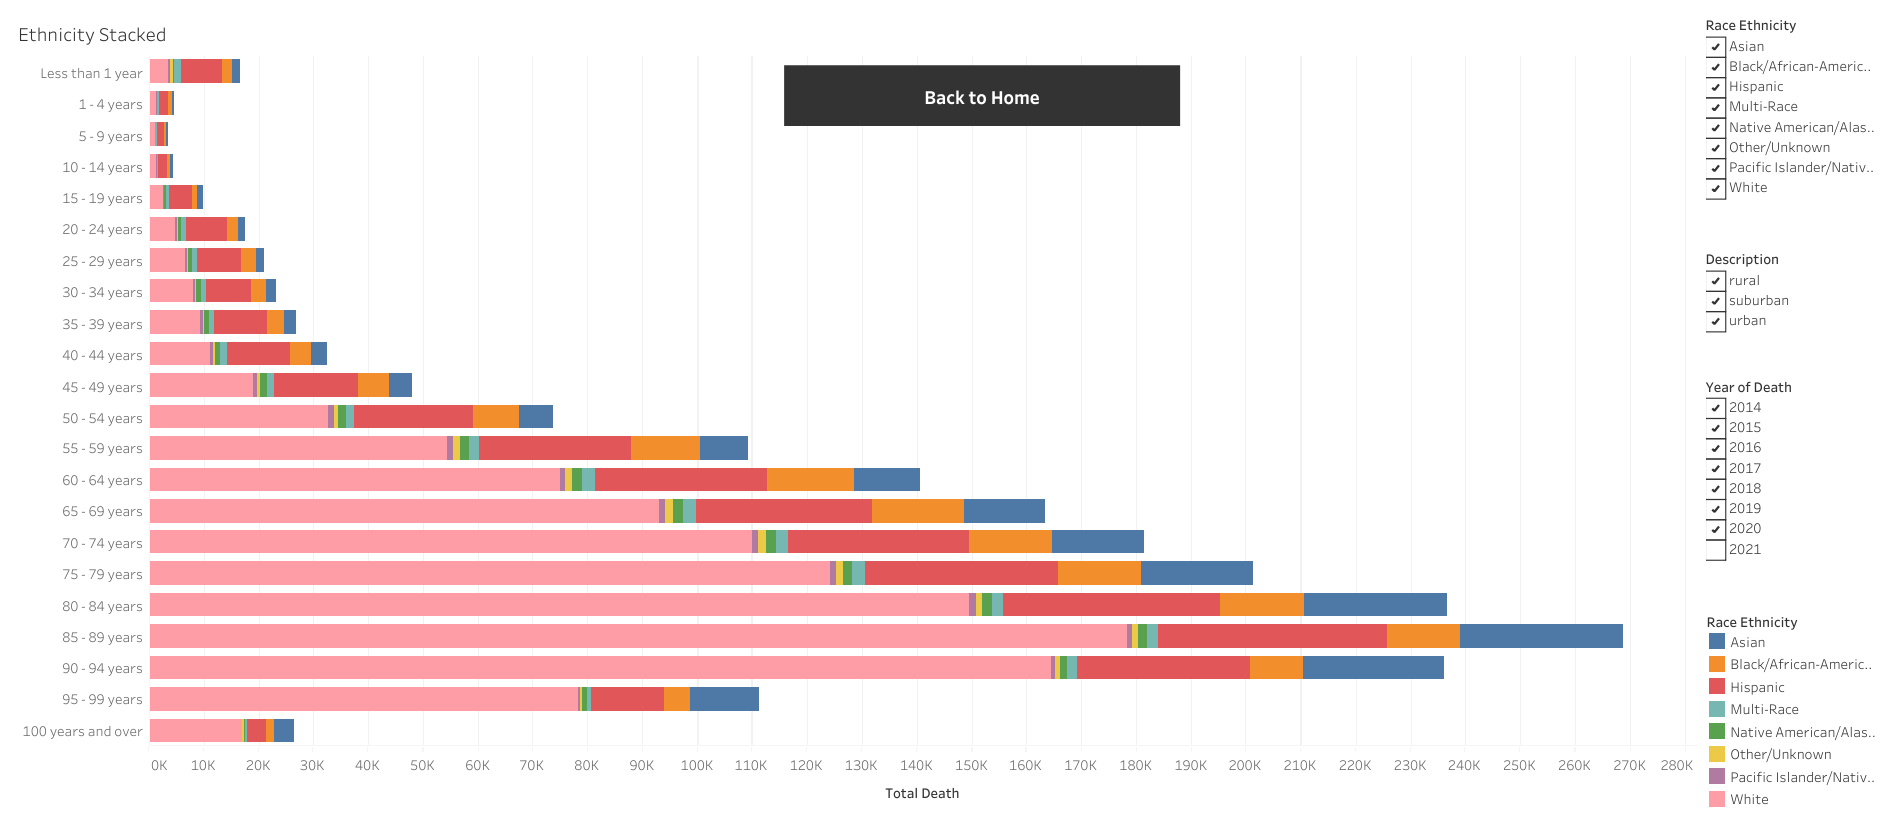 Ethnicity Stacked
Back to Home
Less than 1 year
1 - 4 years
5 - 9 years
10 - 14 years
15 - 19 years
20 - 24 years
25 - 29 years
30 - 34 years
35 - 39 years
40 - 44 years
45 - 49 years
50 - 54 years
55 - 59 years
60 - 64 years
65 - 69 years
70 - 74 years
75 - 79 years
80 - 84 years
85 - 89 years
90 - 94 years
95 - 99 years
100 years and over
0K 10K 20K 30K 40K 50K 60K 70K 80K 90K 100K 110K 120K 130K 140K 150K 160K 170K 180K 190K 200K 210K 220K 230K 240K 250K 260K 270K 280K
Total Death
Race Ethnicity
Asian
Black/African-Americ..
Hispanic
Multi-Race
Native American/Alas..
Other/Unknown
Pacific Islander/Nativ..
White
Description
rural
suburban
urban
Year of Death
2014
2015
2016
2017
2018
2019
2020
2021
Race Ethnicity
Asian
Black/African-Americ..
Hispanic
Multi-Race
Native American/Alas..
Other/Unknown
Pacific Islander/Nativ..
White